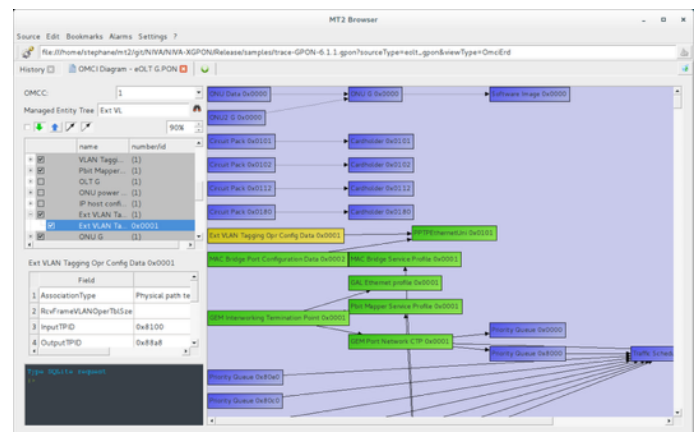 MT2 Browser
Source Edit Bookmarks Alarms Settings ?
file:///home/stephane/mt2/git/NIVA/NIVA-XGPON/Release/samples/trace-GPON-6.1.1.gpon?sourceType=eolt_gpon&viewType=OmciErd
History
OMCI Diagram - eOLT G.PON
OMCC: 1
Managed Entity Tree Ext VL
90%
name number/id
VLAN Taggi... (1)
Pbit Mapper... (1)
OLT G (1)
ONU power ... (1)
IP host confi... (1)
Ext VLAN Ta... (1)
Ext VLAN Ta... 0x0001
ONU G (1)
Ext VLAN Tagging Opr Config Data 0x0001
Field
1 AssociationType Physical path te
2 RcvFrameVLANOperTblSze
3 InputTPID 0x8100
4 OutputTPID 0x88a8
Type SQLite request
ONU Data 0x0000
ONU G 0x0000
Software Image 0x0000
ONU2 G 0x0000
Circuit Pack 0x0101
Cardholder 0x0101
Circuit Pack 0x0102
Cardholder 0x0102
Circuit Pack 0x0112
Cardholder 0x0112
Circuit Pack 0x0180
Cardholder 0x0180
Ext VLAN Tagging Opr Config Data 0x0001
PPTPEthernetUni 0x0101
MAC Bridge Port Configuration Data 0x0002
MAC Bridge Service Profile 0x0001
GAL Ethernet profile 0x0001
Pbit Mapper Service Profile 0x0001
GEM Interworking Termination Point 0x0001
GEM Port Network CTP 0x0001
Priority Queue 0x0000
Priority Queue 0x8000
Traffic Sched
Priority Queue 0x80e0
Priority Queue 0x80c0